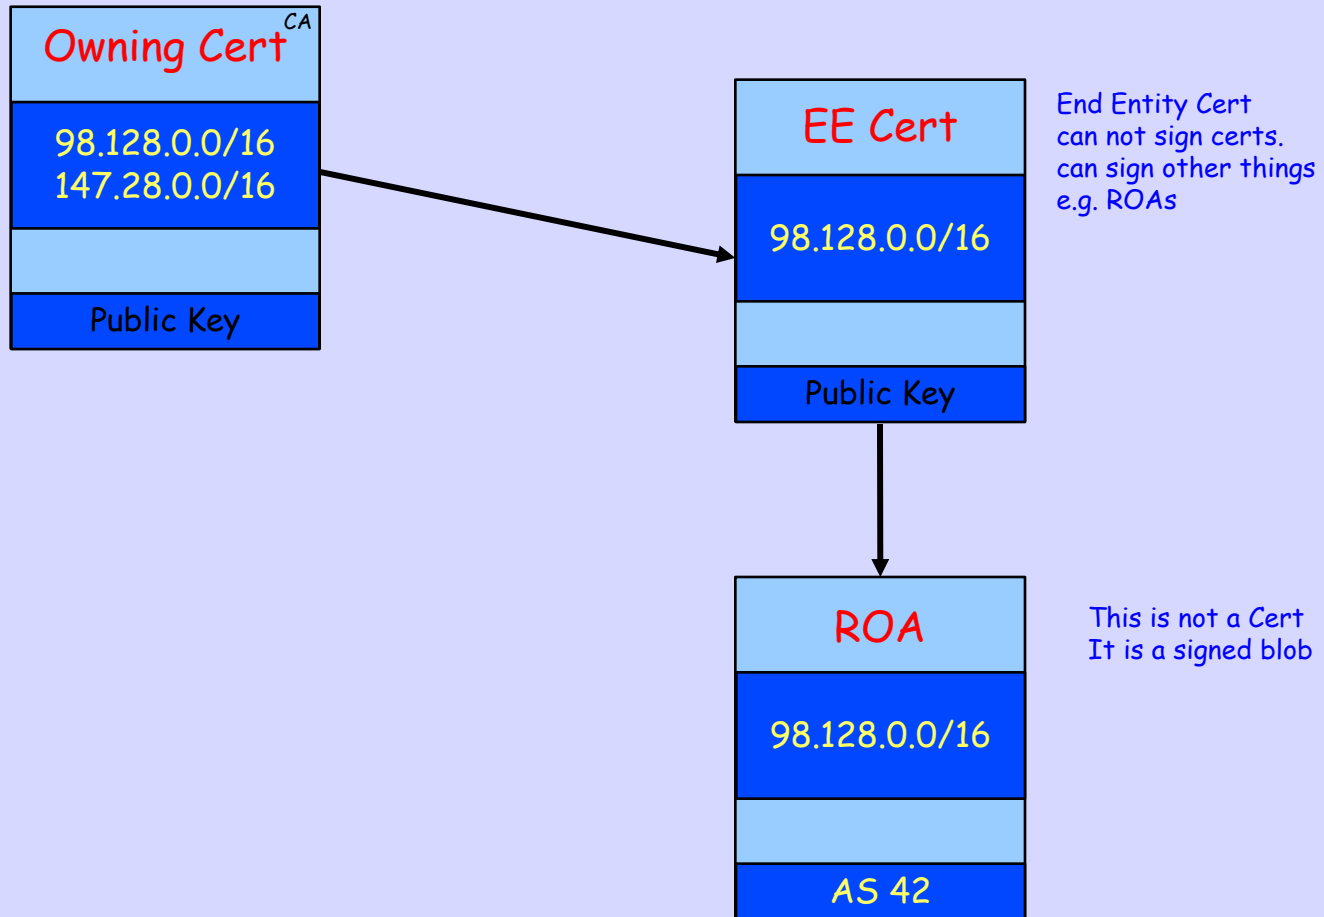 CA
Owning Cert
98.128.0.0/16
147.28.0.0/16
Public Key
EE Cert
98.128.0.0/16
Public Key
End Entity Cert
can not sign certs.
can sign other things
e.g. ROAs
ROA
98.128.0.0/16
AS 42
This is not a Cert
It is a signed blob